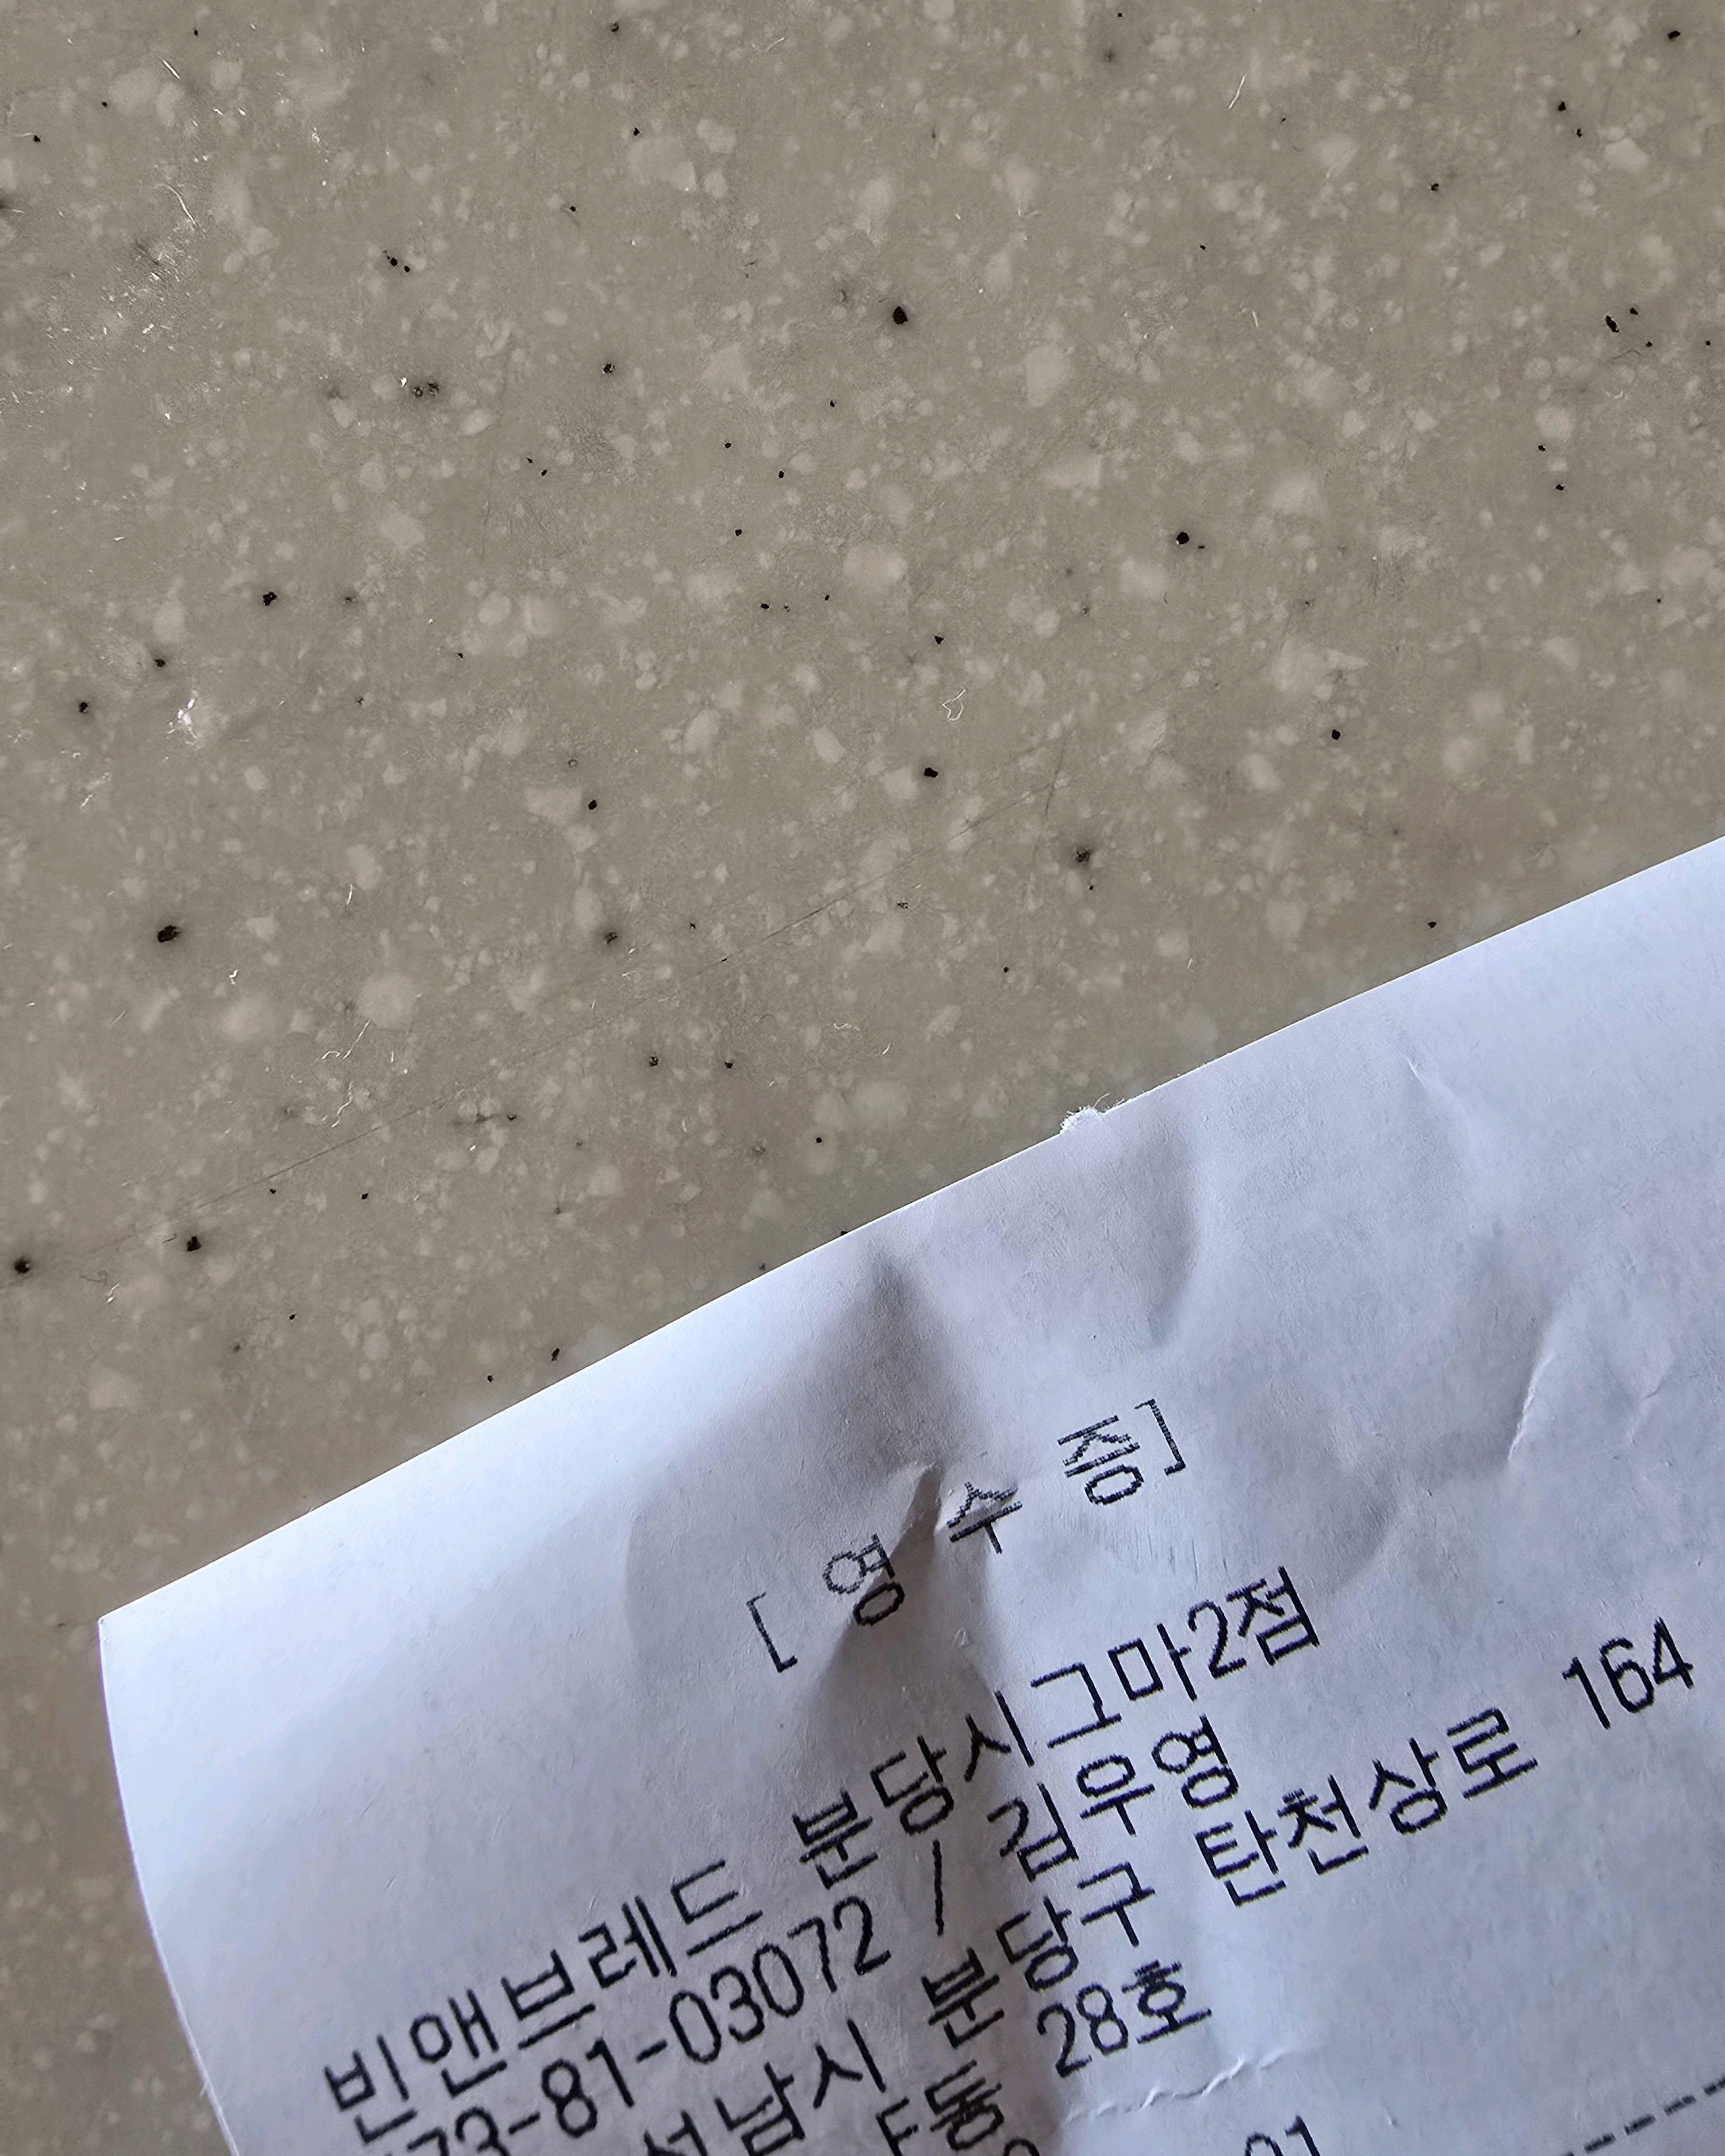 [ 영 수 증]
빈앤브레드 분당시그마2점
73-81-03072 / 김우영
성남시 분당구 탄천상로 164
동 28호
01